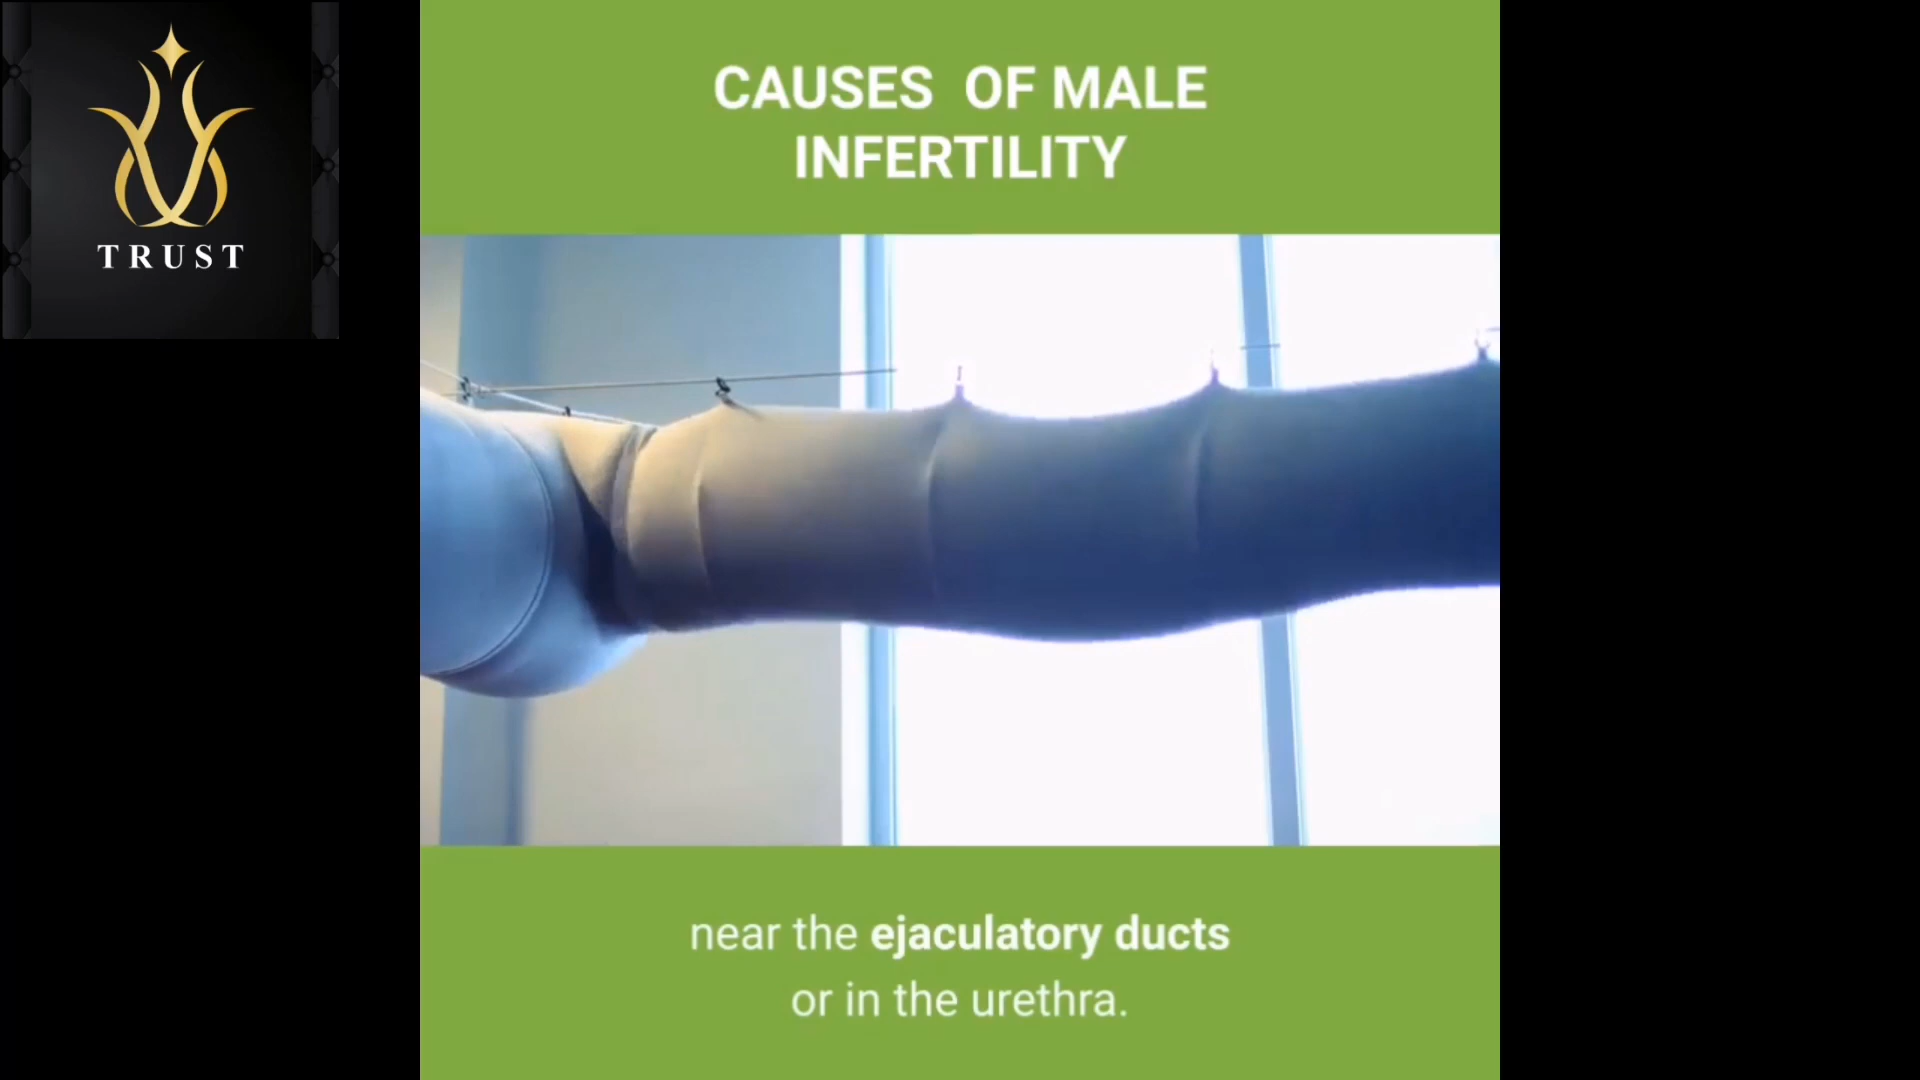 TRUST
CAUSES OF MALE
INFERTILITY
near the ejaculatory ducts
or in the urethra.